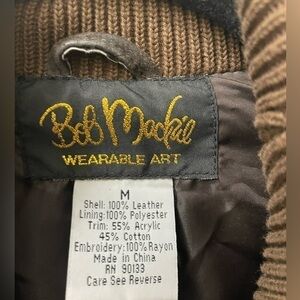 Bob Mackie
WEARABLE ART
M
Shell: 100% Leather
Lining:100% Polyester
Trim: 55% Acrylic
45% Cotton
Embroidery:100% Rayon
Made in China
RN 90133
Care See Reverse